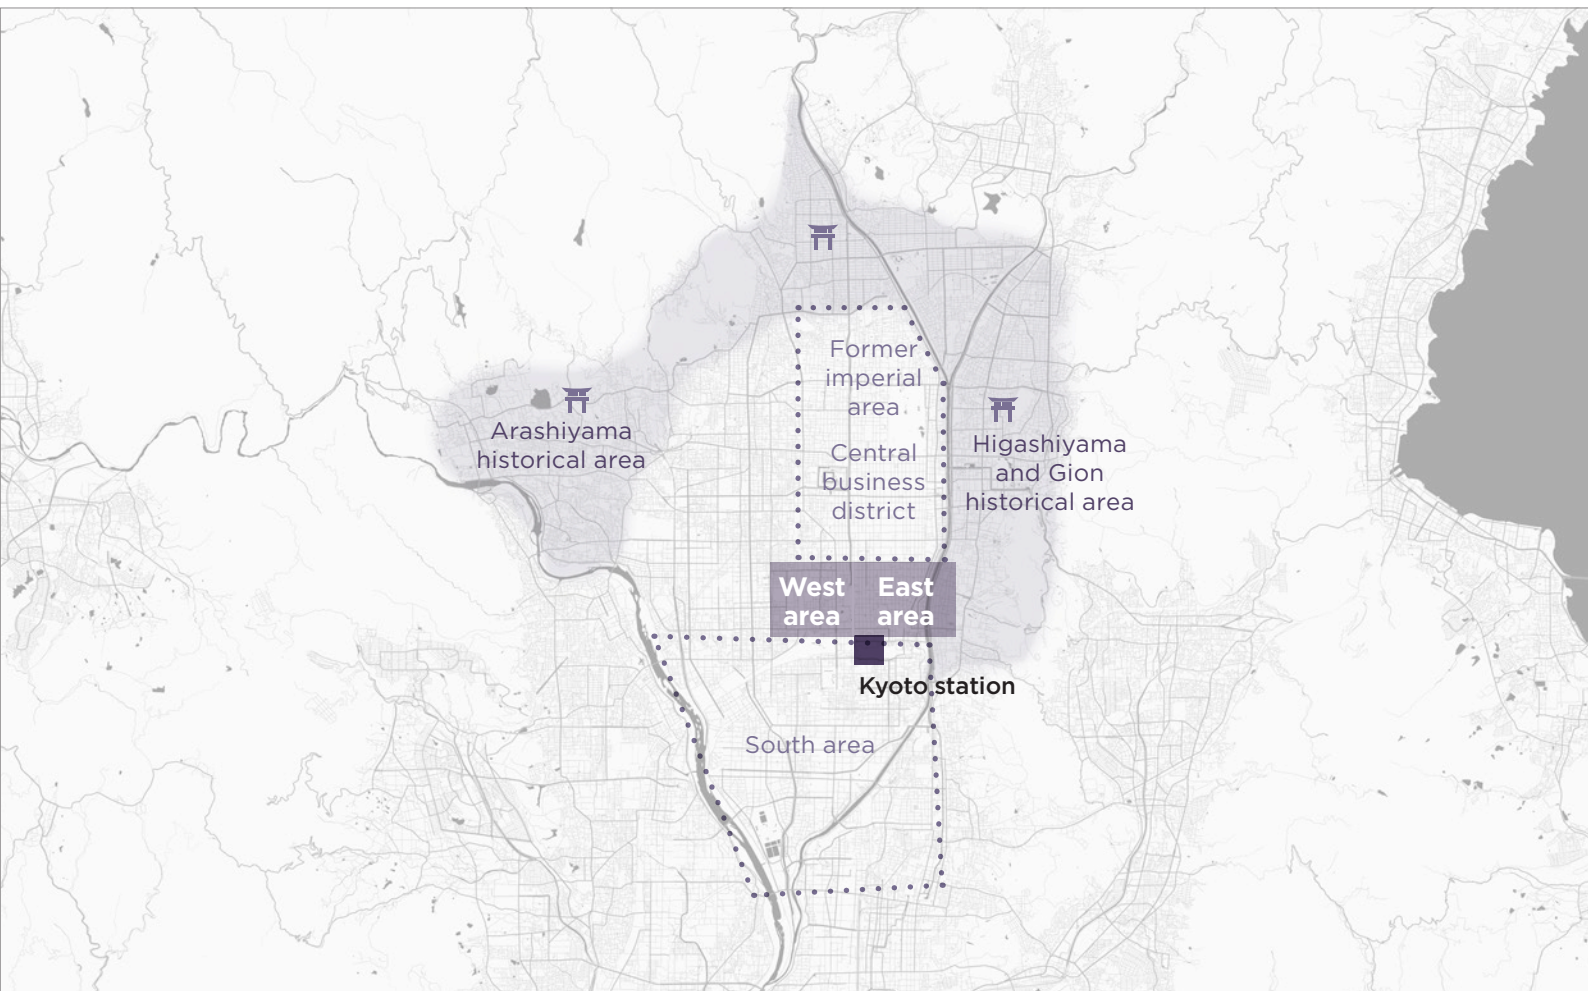 Former
imperial
area
Central
business
district
Arashiyama
historical area
Higashiyama
and Gion
historical area
West
area
East
area
Kyoto station
South area